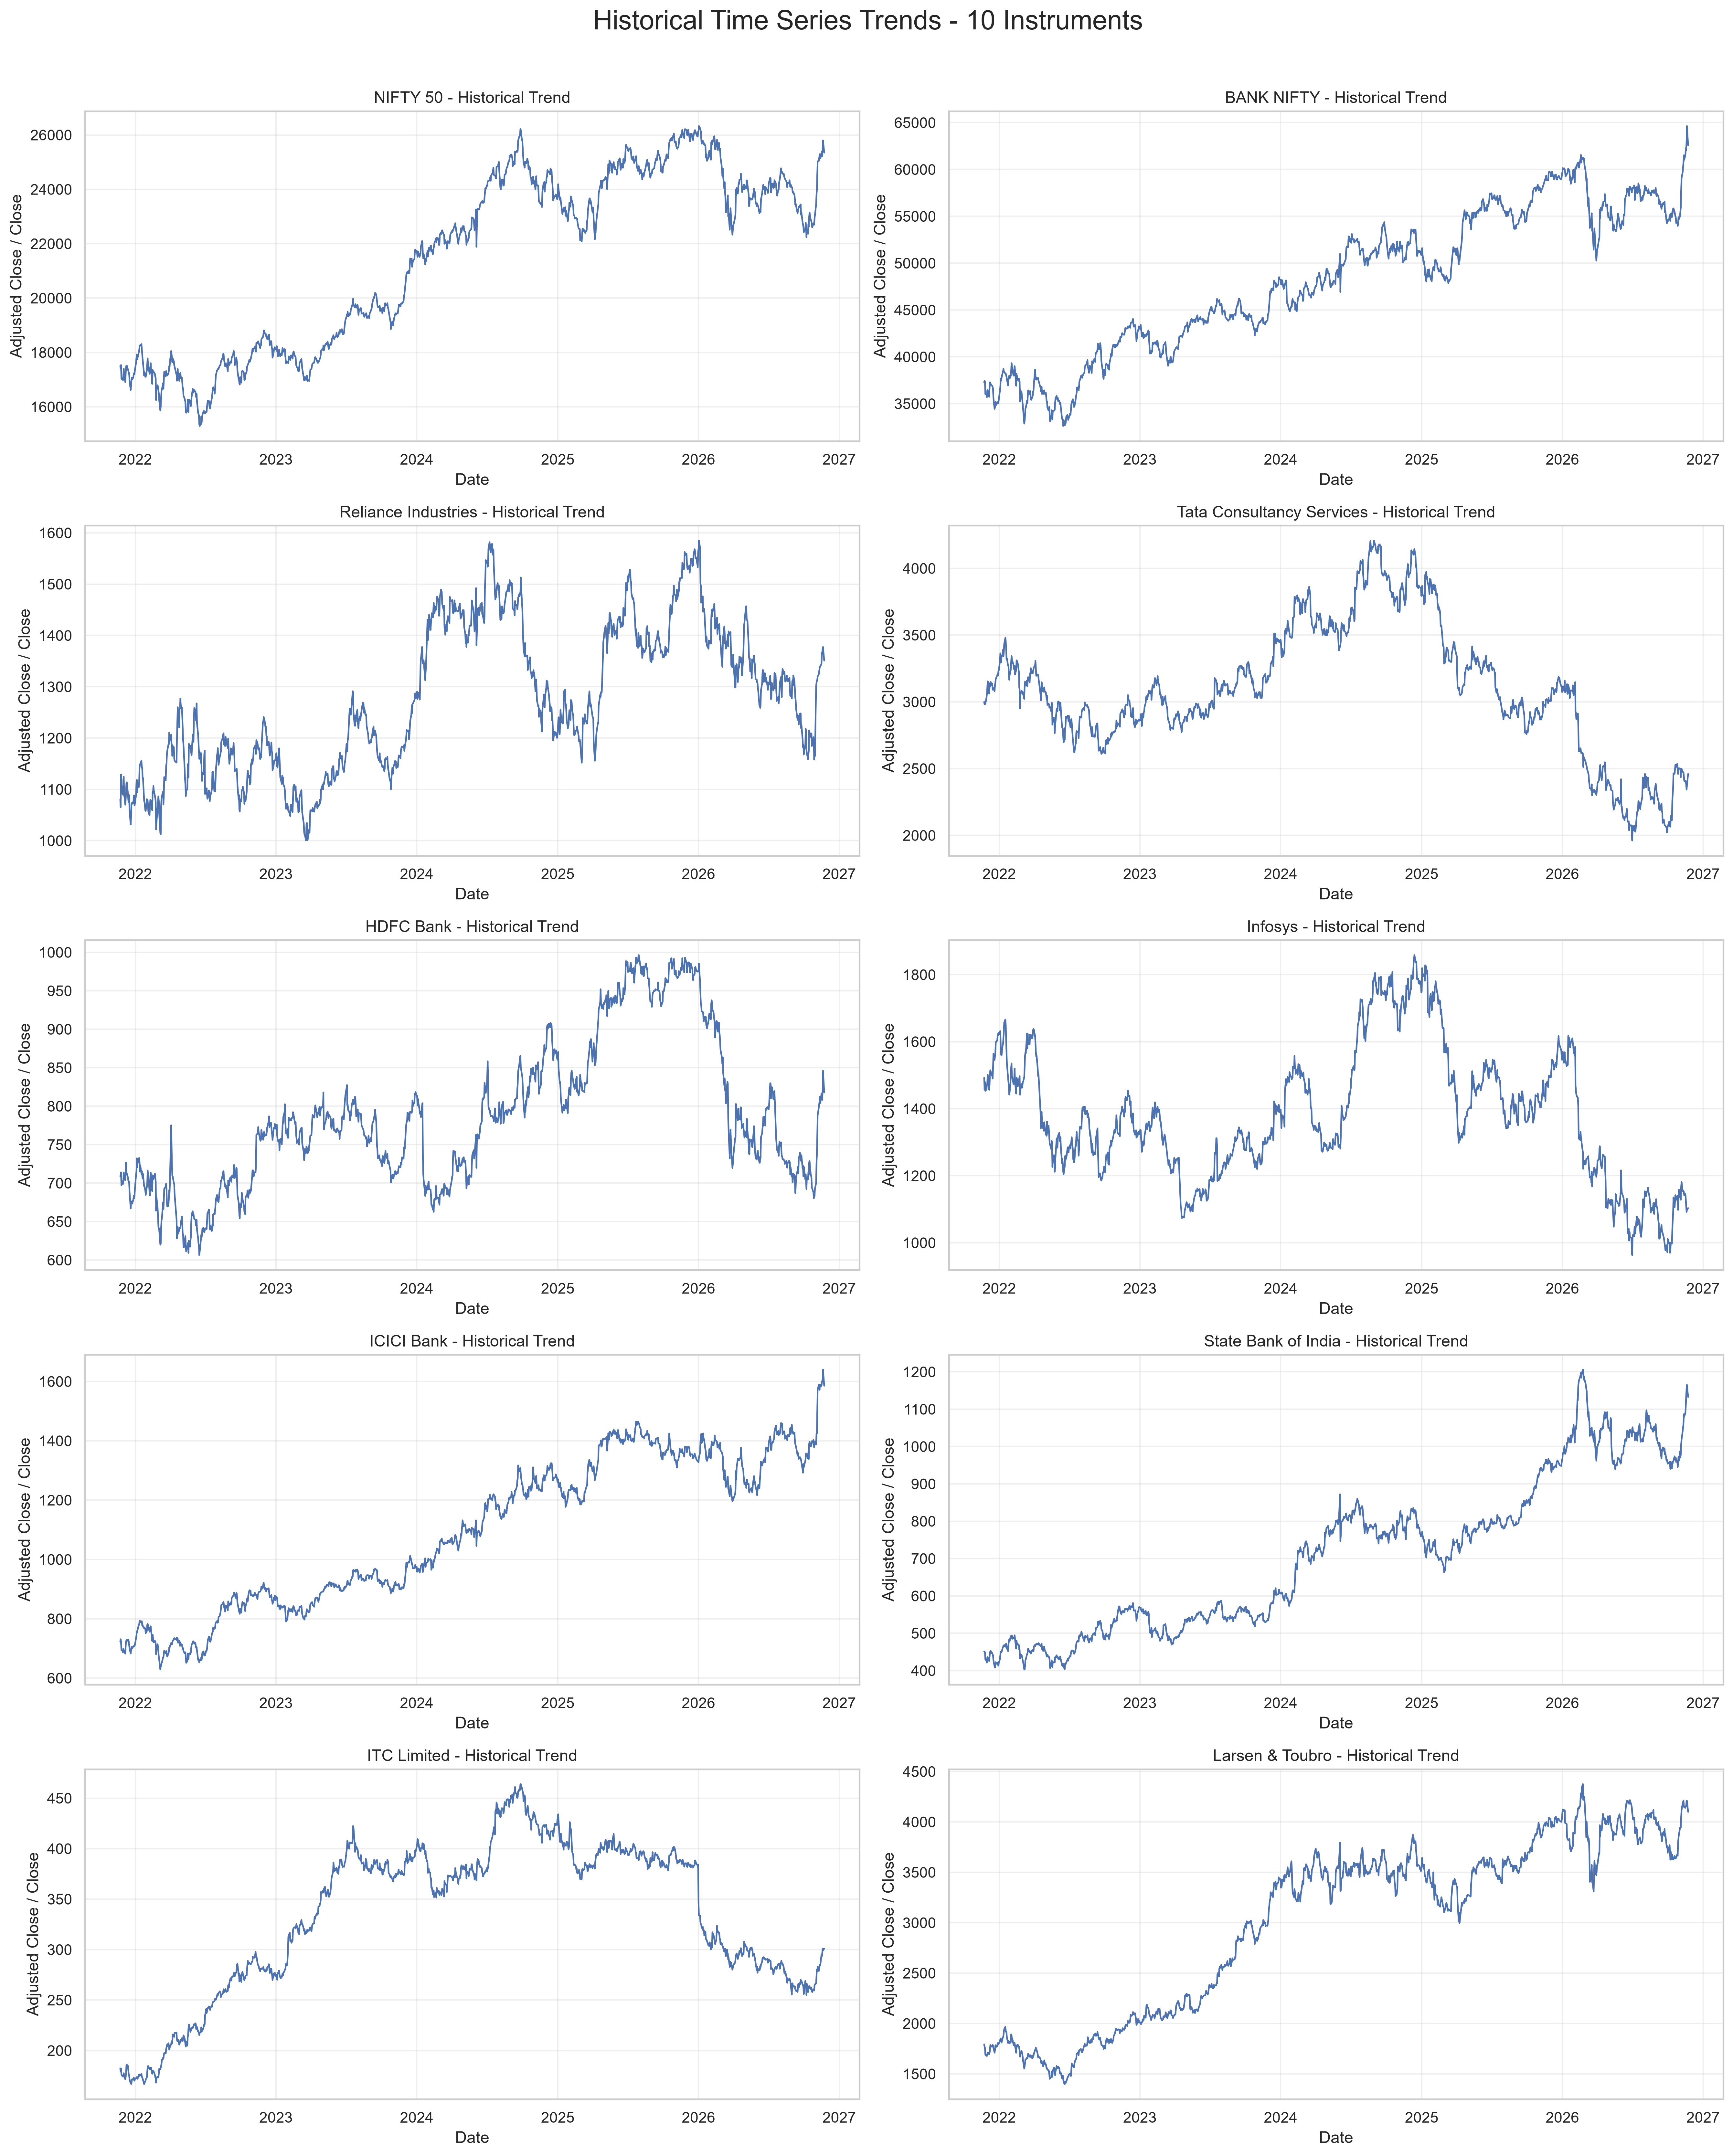 Historical Time Series Trends - 10 Instruments
NIFTY 50 - Historical Trend
Adjusted Close / Close
26000
24000
22000
20000
18000
16000
2022 2023 2024 2025 2026 2027
Date
BANK NIFTY - Historical Trend
Adjusted Close / Close
65000
60000
55000
50000
45000
40000
35000
2022 2023 2024 2025 2026 2027
Date
Reliance Industries - Historical Trend
Adjusted Close / Close
1600
1500
1400
1300
1200
1100
1000
2022 2023 2024 2025 2026 2027
Date
Tata Consultancy Services - Historical Trend
Adjusted Close / Close
4000
3500
3000
2500
2000
2022 2023 2024 2025 2026 2027
Date
HDFC Bank - Historical Trend
Adjusted Close / Close
1000
950
900
850
800
750
700
650
600
2022 2023 2024 2025 2026 2027
Date
Infosys - Historical Trend
Adjusted Close / Close
1800
1600
1400
1200
1000
2022 2023 2024 2025 2026 2027
Date
ICICI Bank - Historical Trend
Adjusted Close / Close
1600
1400
1200
1000
800
600
2022 2023 2024 2025 2026 2027
Date
State Bank of India - Historical Trend
Adjusted Close / Close
1200
1100
1000
900
800
700
600
500
400
2022 2023 2024 2025 2026 2027
Date
ITC Limited - Historical Trend
Adjusted Close / Close
450
400
350
300
250
200
2022 2023 2024 2025 2026 2027
Date
Larsen & Toubro - Historical Trend
Adjusted Close / Close
4500
4000
3500
3000
2500
2000
1500
2022 2023 2024 2025 2026 2027
Date